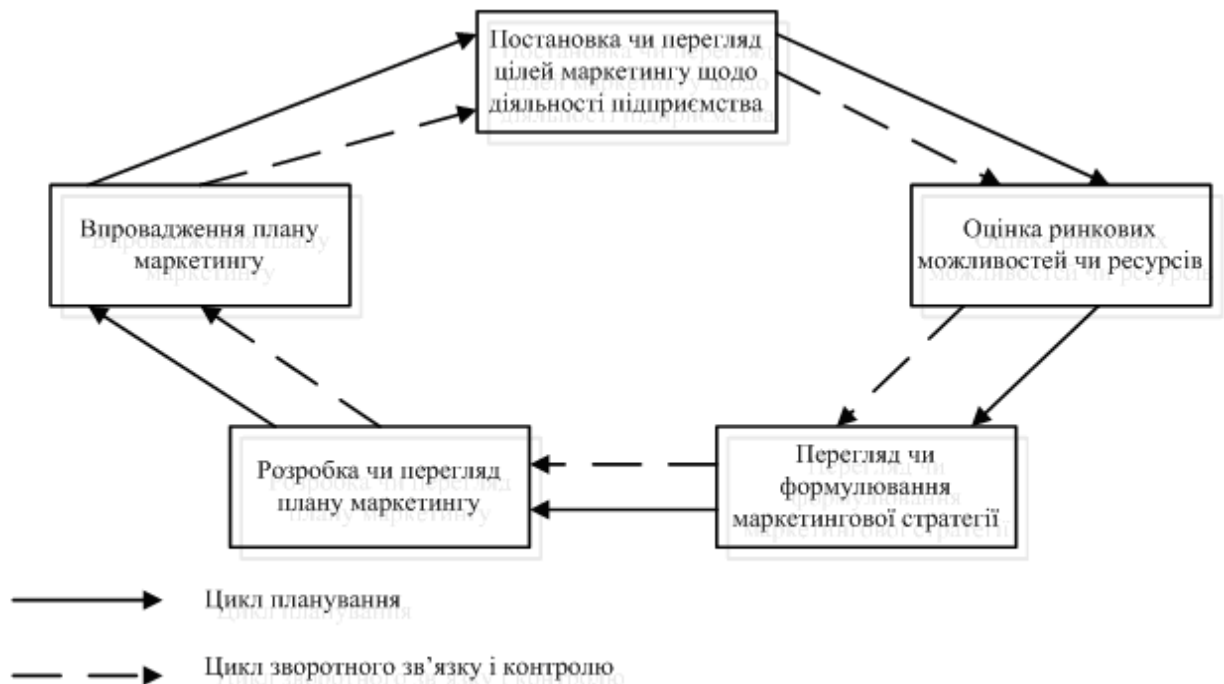 Постановка чи перегляд
цілей маркетингу щодо
діяльності підприємства
Впровадження плану
маркетингу
Оцінка ринкових
можливостей чи ресурсів
Розробка чи перегляд
плану маркетингу
Перегляд чи
формулювання
маркетингової стратегії
Цикл планування
Цикл зворотного зв’язку і контролю